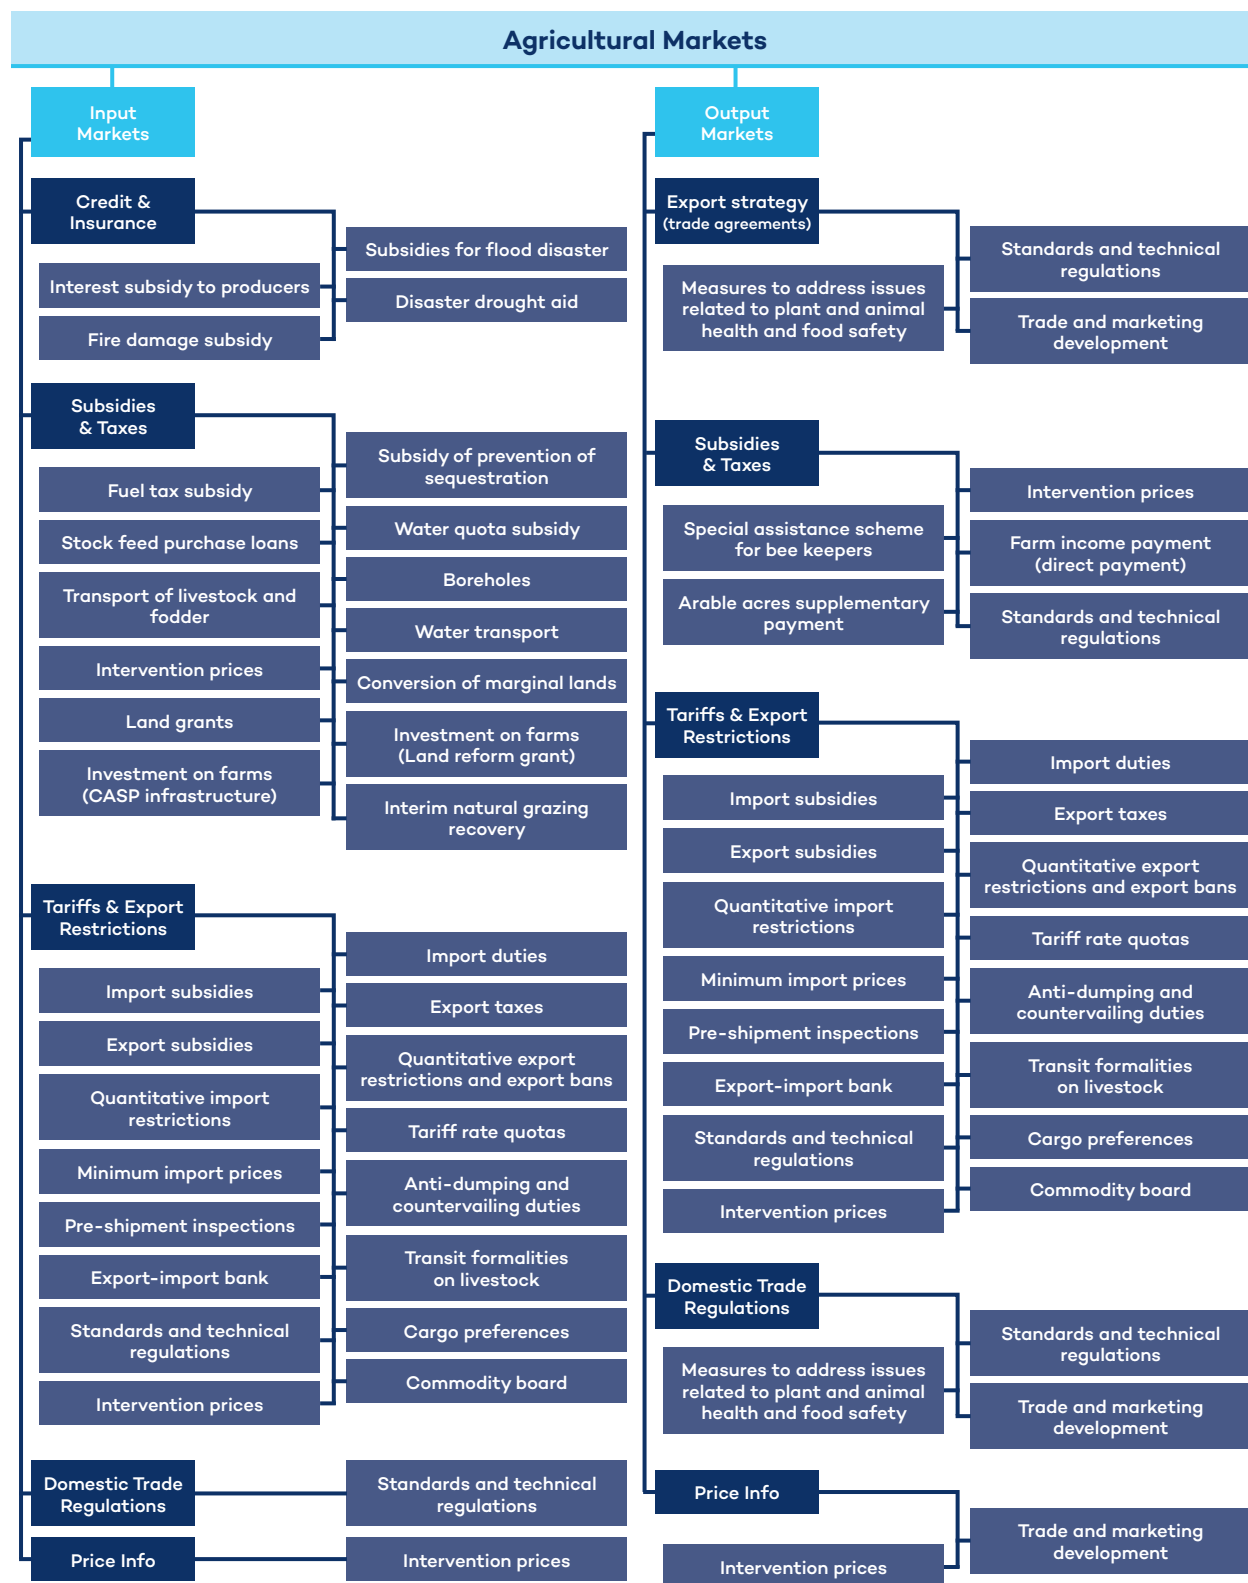 Agricultural Markets
Input
Markets
Credit &
Insurance
Interest subsidy to producers
Fire damage subsidy
Subsidies for flood disaster
Disaster drought aid
Subsidies
& Taxes
Fuel tax subsidy
Stock feed purchase loans
Transport of livestock and
fodder
Intervention prices
Land grants
Investment on farms
(CASP infrastructure)
Subsidy of prevention of
sequestration
Water quota subsidy
Boreholes
Water transport
Conversion of marginal lands
Investment on farms
(Land reform grant)
Interim natural grazing
recovery
Tariffs & Export
Restrictions
Import subsidies
Export subsidies
Quantitative import
restrictions
Minimum import prices
Pre-shipment inspections
Export-import bank
Standards and technical
regulations
Intervention prices
Import duties
Export taxes
Quantitative export
restrictions and export bans
Tariff rate quotas
Anti-dumping and
countervailing duties
Transit formalities
on livestock
Cargo preferences
Commodity board
Domestic Trade
Regulations
Standards and technical
regulations
Price Info
Intervention prices
Output
Markets
Export strategy
(trade agreements)
Measures to address issues
related to plant and animal
health and food safety
Standards and technical
regulations
Trade and marketing
development
Subsidies
& Taxes
Special assistance scheme
for bee keepers
Arable acres supplementary
payment
Intervention prices
Farm income payment
(direct payment)
Standards and technical
regulations
Tariffs & Export
Restrictions
Import subsidies
Export subsidies
Quantitative import
restrictions
Minimum import prices
Pre-shipment inspections
Export-import bank
Standards and technical
regulations
Intervention prices
Import duties
Export taxes
Quantitative export
restrictions and export bans
Tariff rate quotas
Anti-dumping and
countervailing duties
Transit formalities
on livestock
Cargo preferences
Commodity board
Domestic Trade
Regulations
Measures to address issues
related to plant and animal
health and food safety
Standards and technical
regulations
Trade and marketing
development
Price Info
Intervention prices
Trade and marketing
development